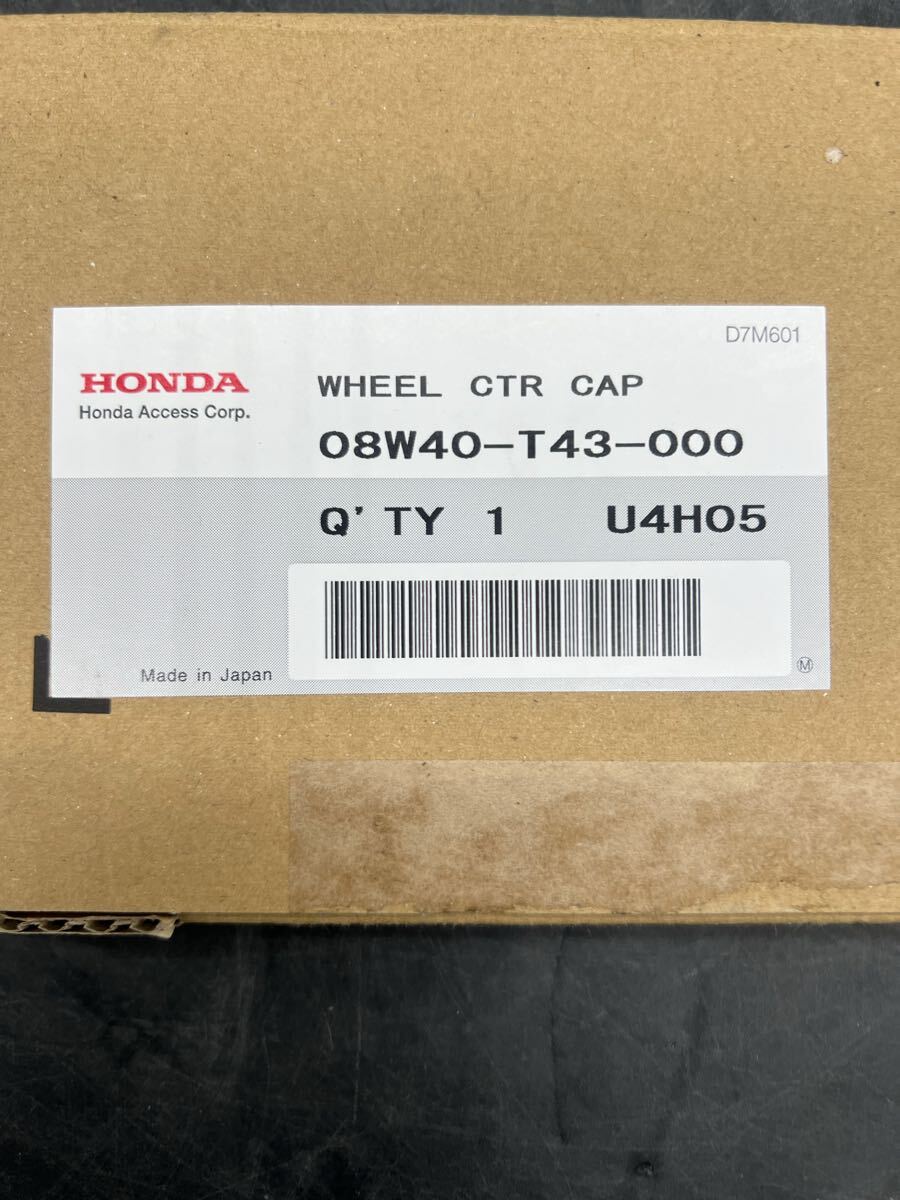 D7M601
HONDA
Honda Access Corp.
WHEEL CTR CAP
08W40-T43-000
Q'TY 1 U4H05
Made in Japan
M